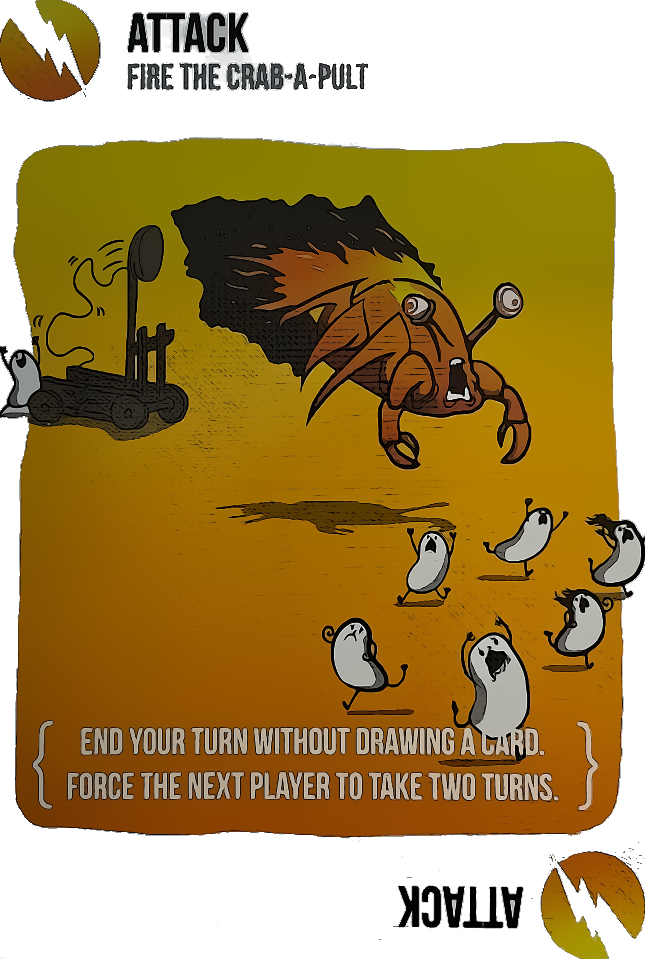 ATTACK
FIRE THE CRAB-A-PULT
END YOUR TURN WITHOUT DRAWING A CARD.
FORCE THE NEXT PLAYER TO TAKE TWO TURNS.
ATTACK